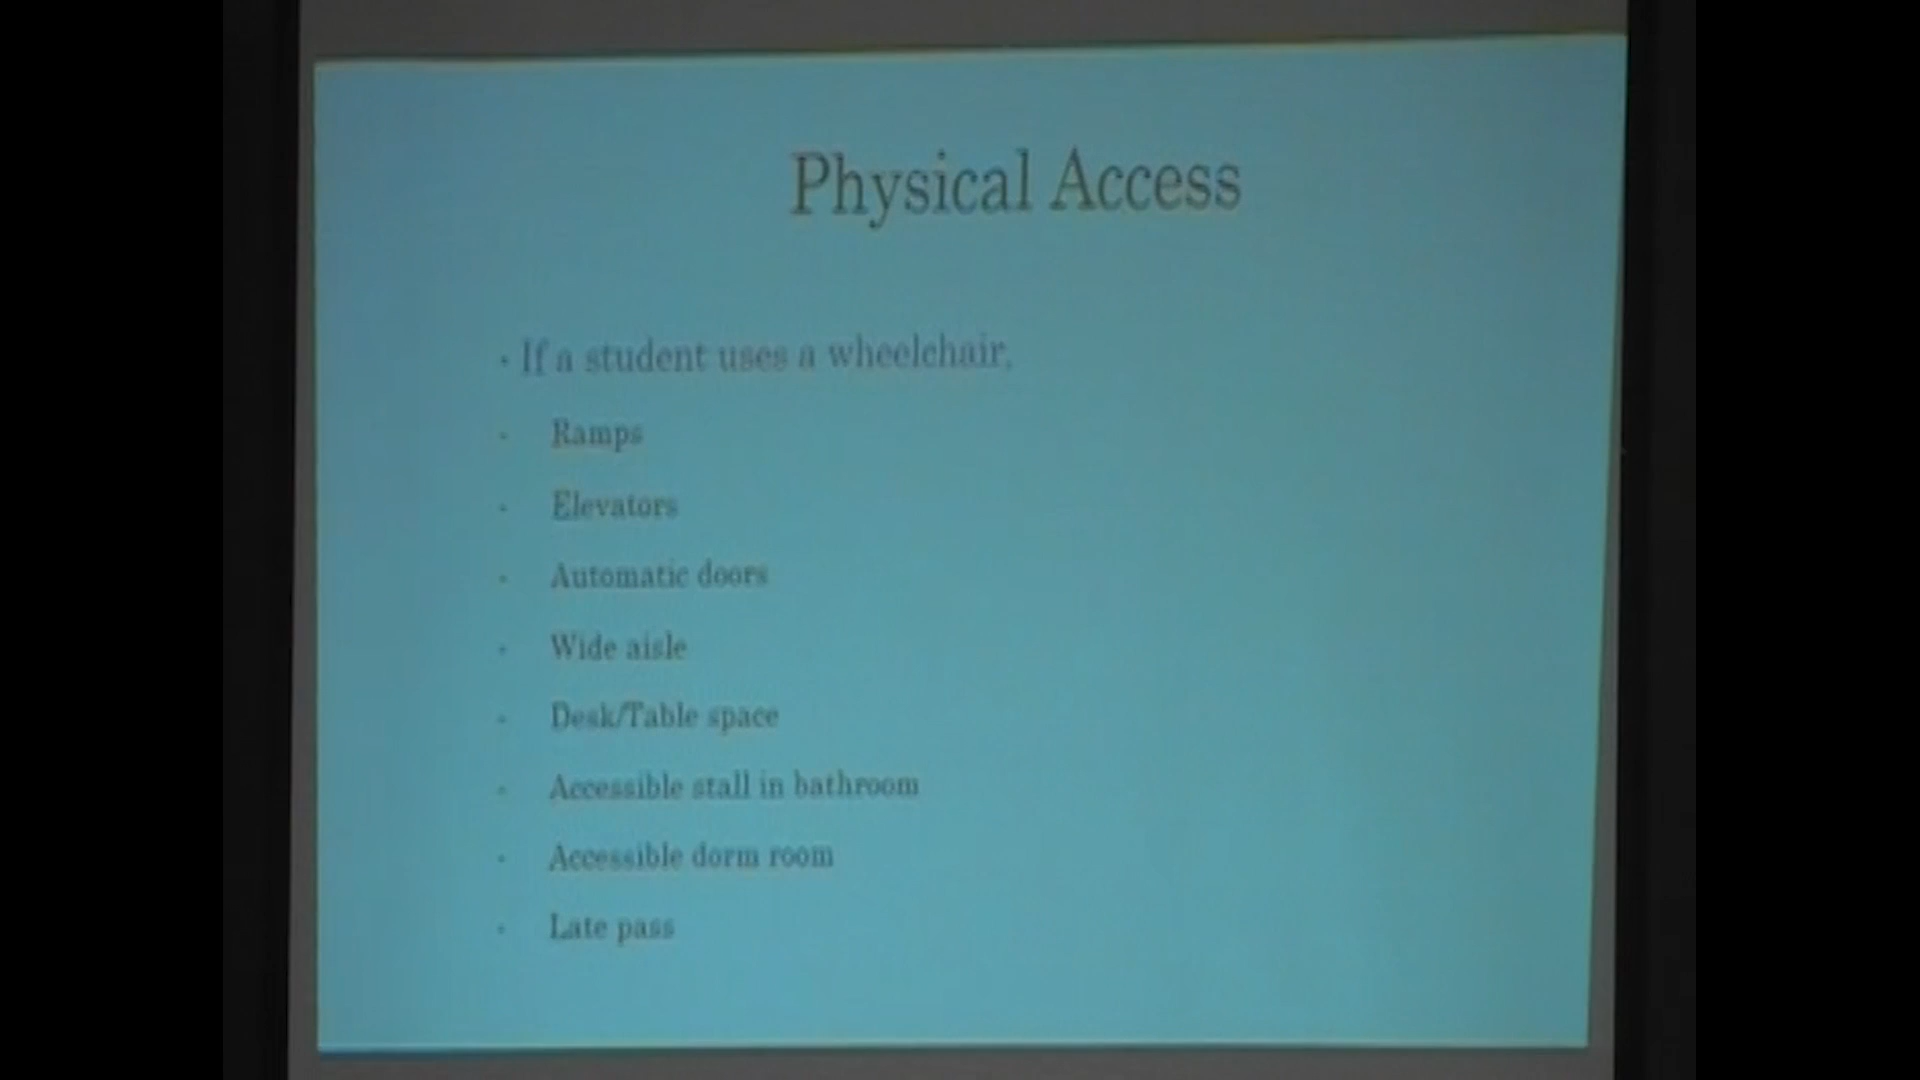 Physical Access
· If a student uses a wheelchair,
- Ramps
- Elevators
- Automatic doors
- Wide aisle
- Desk/Table space
- Accessible stall in bathroom
- Accessible dorm room
- Late pass